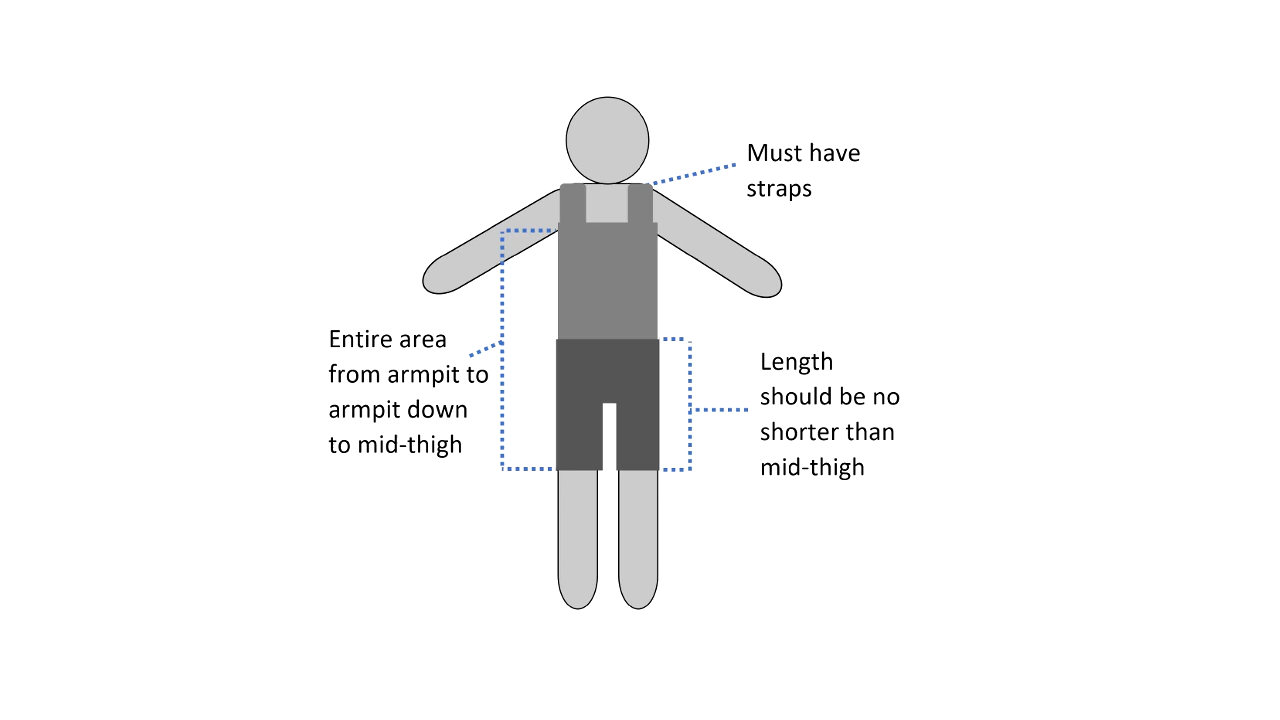 Must have
straps
Entire area
from armpit to
armpit down
to mid-thigh
Length
should be no
shorter than
mid-thigh